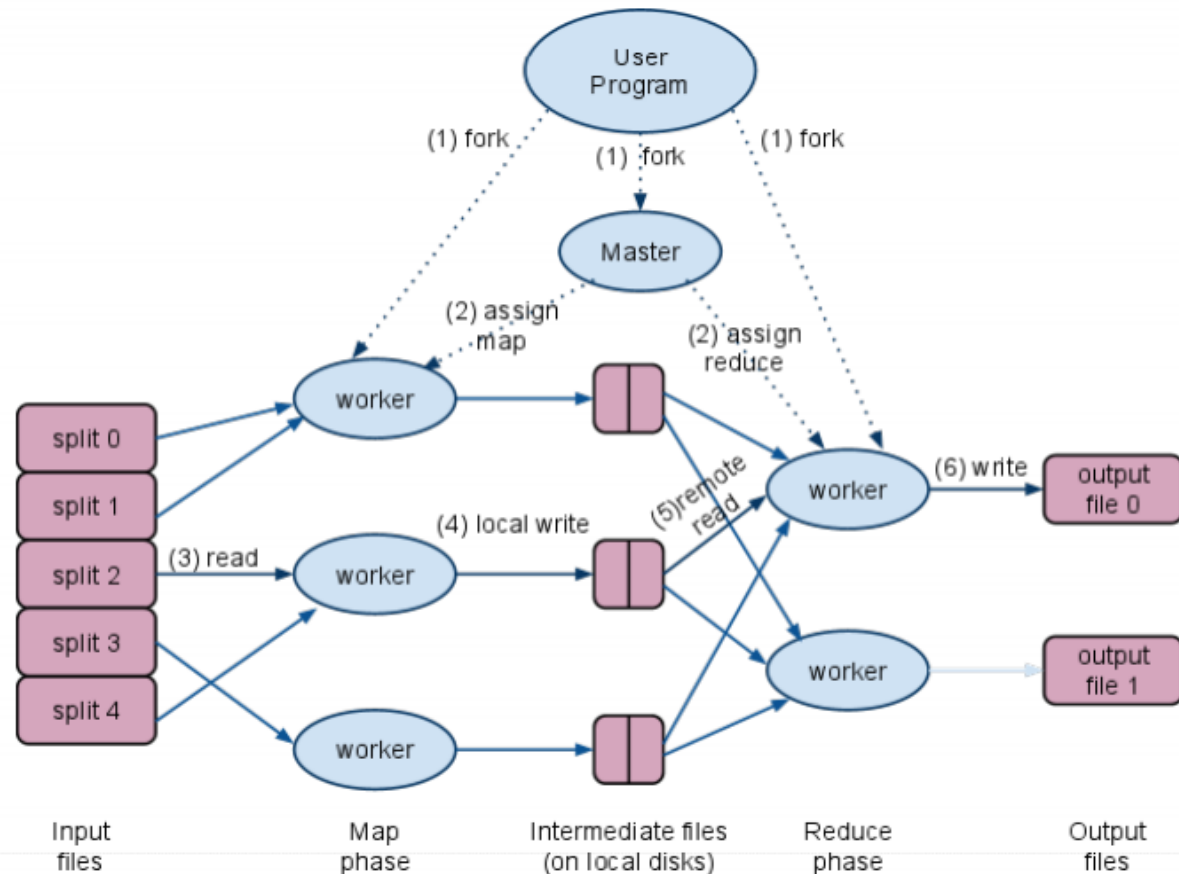 User
Program
(1) fork
(1) fork
(1) fork
Master
(2) assign
map
(2) assign
reduce
worker
split 0
split 1
split 2
split 3
split 4
(3) read
worker
worker
(4) local write
(5)remote
read
worker
worker
(6) write
output
file 0
output
file 1
Input
files
Map
phase
Intermediate files
(on local disks)
Reduce
phase
Output
files